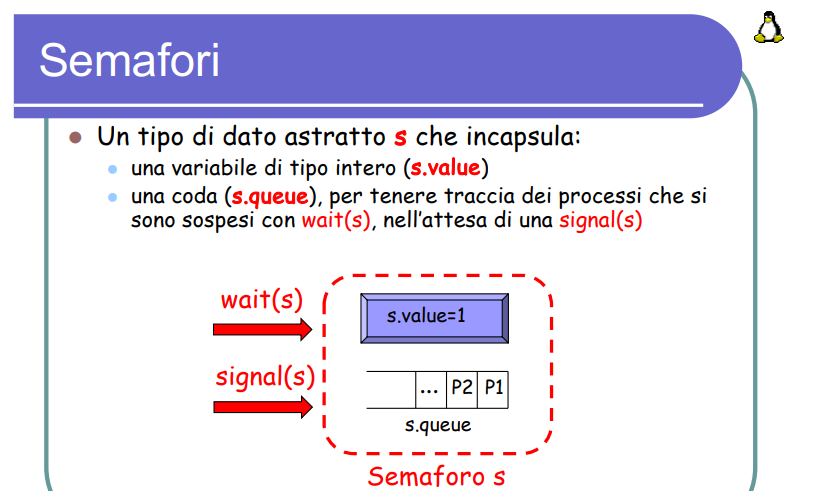 Semafori
Un tipo di dato astratto s che incapsula:
una variabile di tipo intero (s.value)
una coda (s.queue), per tenere traccia dei processi che si
sono sospesi con wait(s), nell'attesa di una signal(s)
wait(s)
s.value=1
signal(s)
... P2 P1
s.queue
Semaforo s